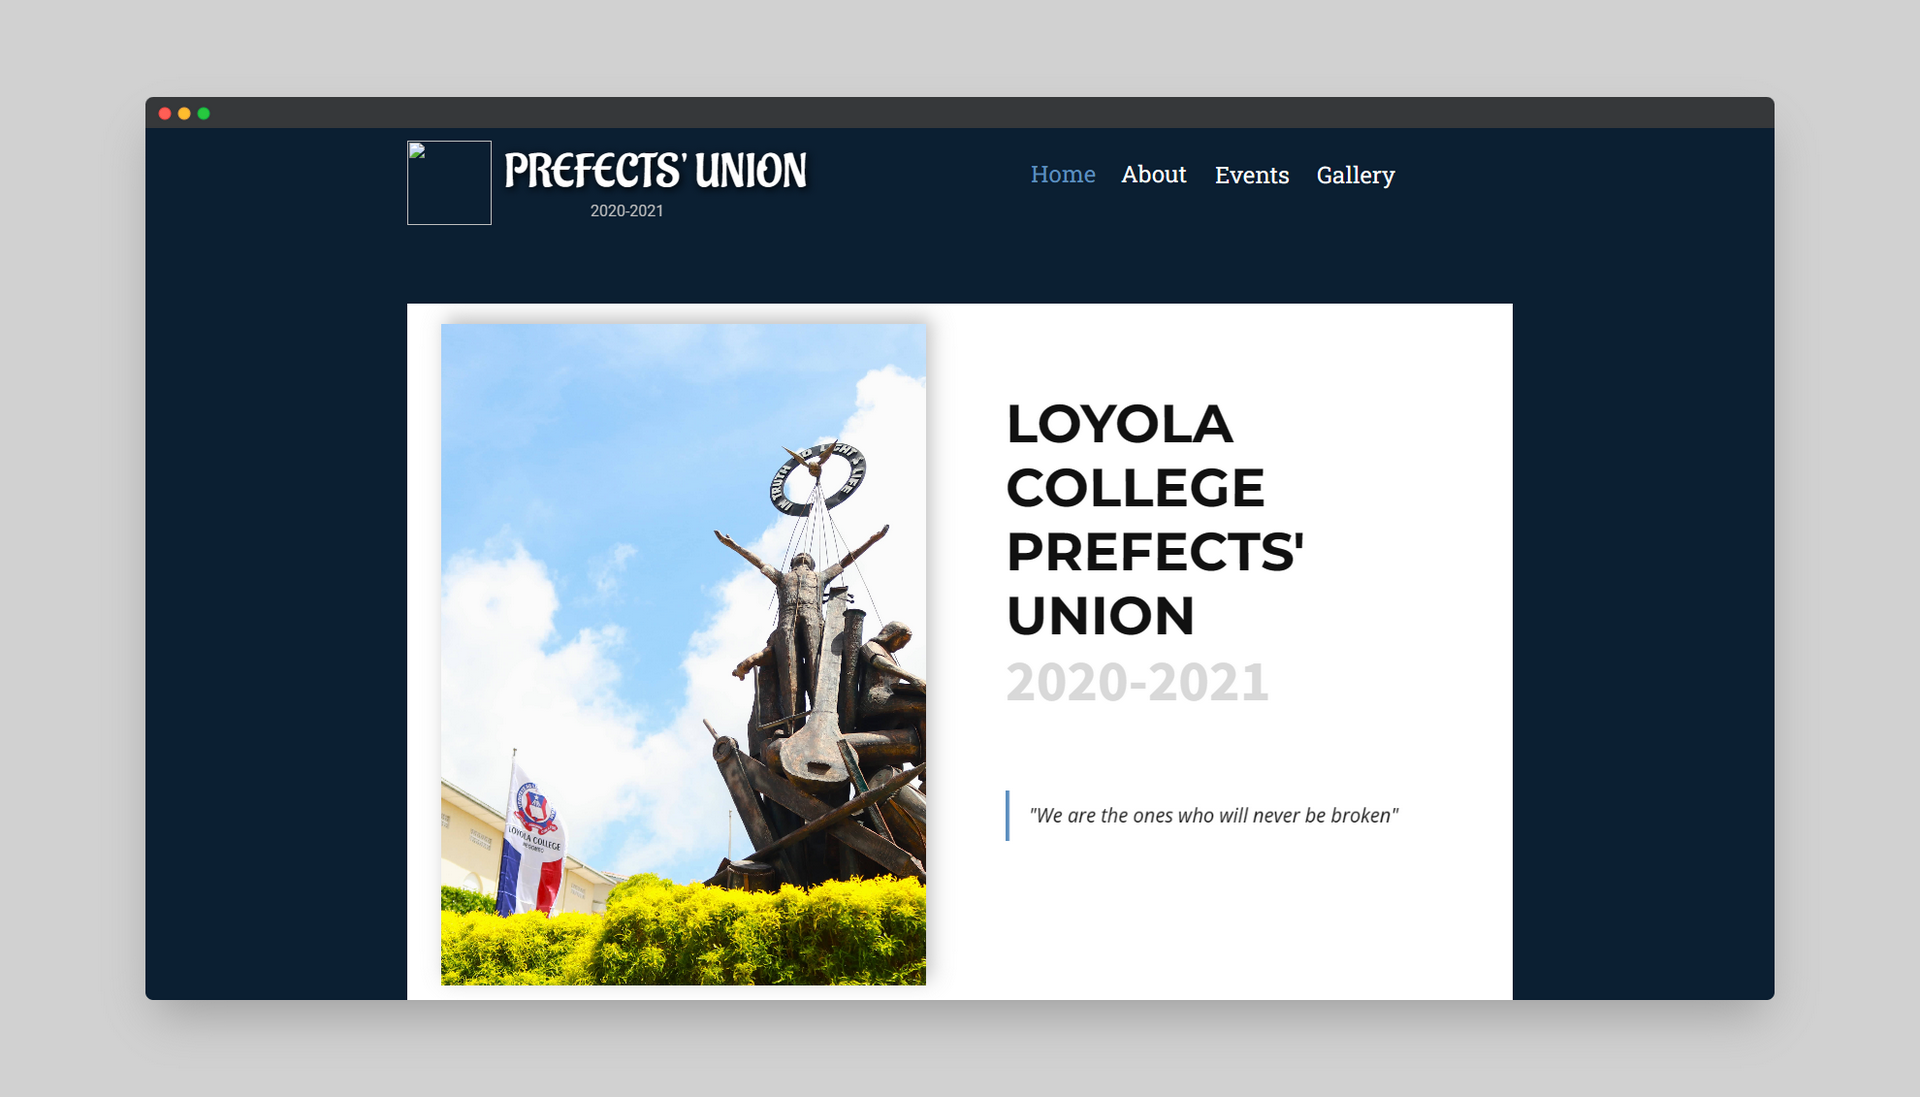 PREFECTS' UNION
2020-2021
Home About Events Gallery
IN TRUTH TO LIGHT & LIFE
LOYOLA COLLEGE
LOYOLA
COLLEGE
PREFECTS'
UNION
2020-2021
"We are the ones who will never be broken"